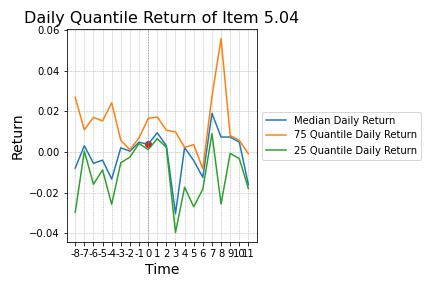 Daily Quantile Return of Item 5.04
0.06
0.04
0.02
0.00
−0.02
−0.04
Return
-8 -7 -6 -5 -4 -3 -2 -1 0 1 2 3 4 5 6 7 8 9 10 11
Time
Median Daily Return
75 Quantile Daily Return
25 Quantile Daily Return